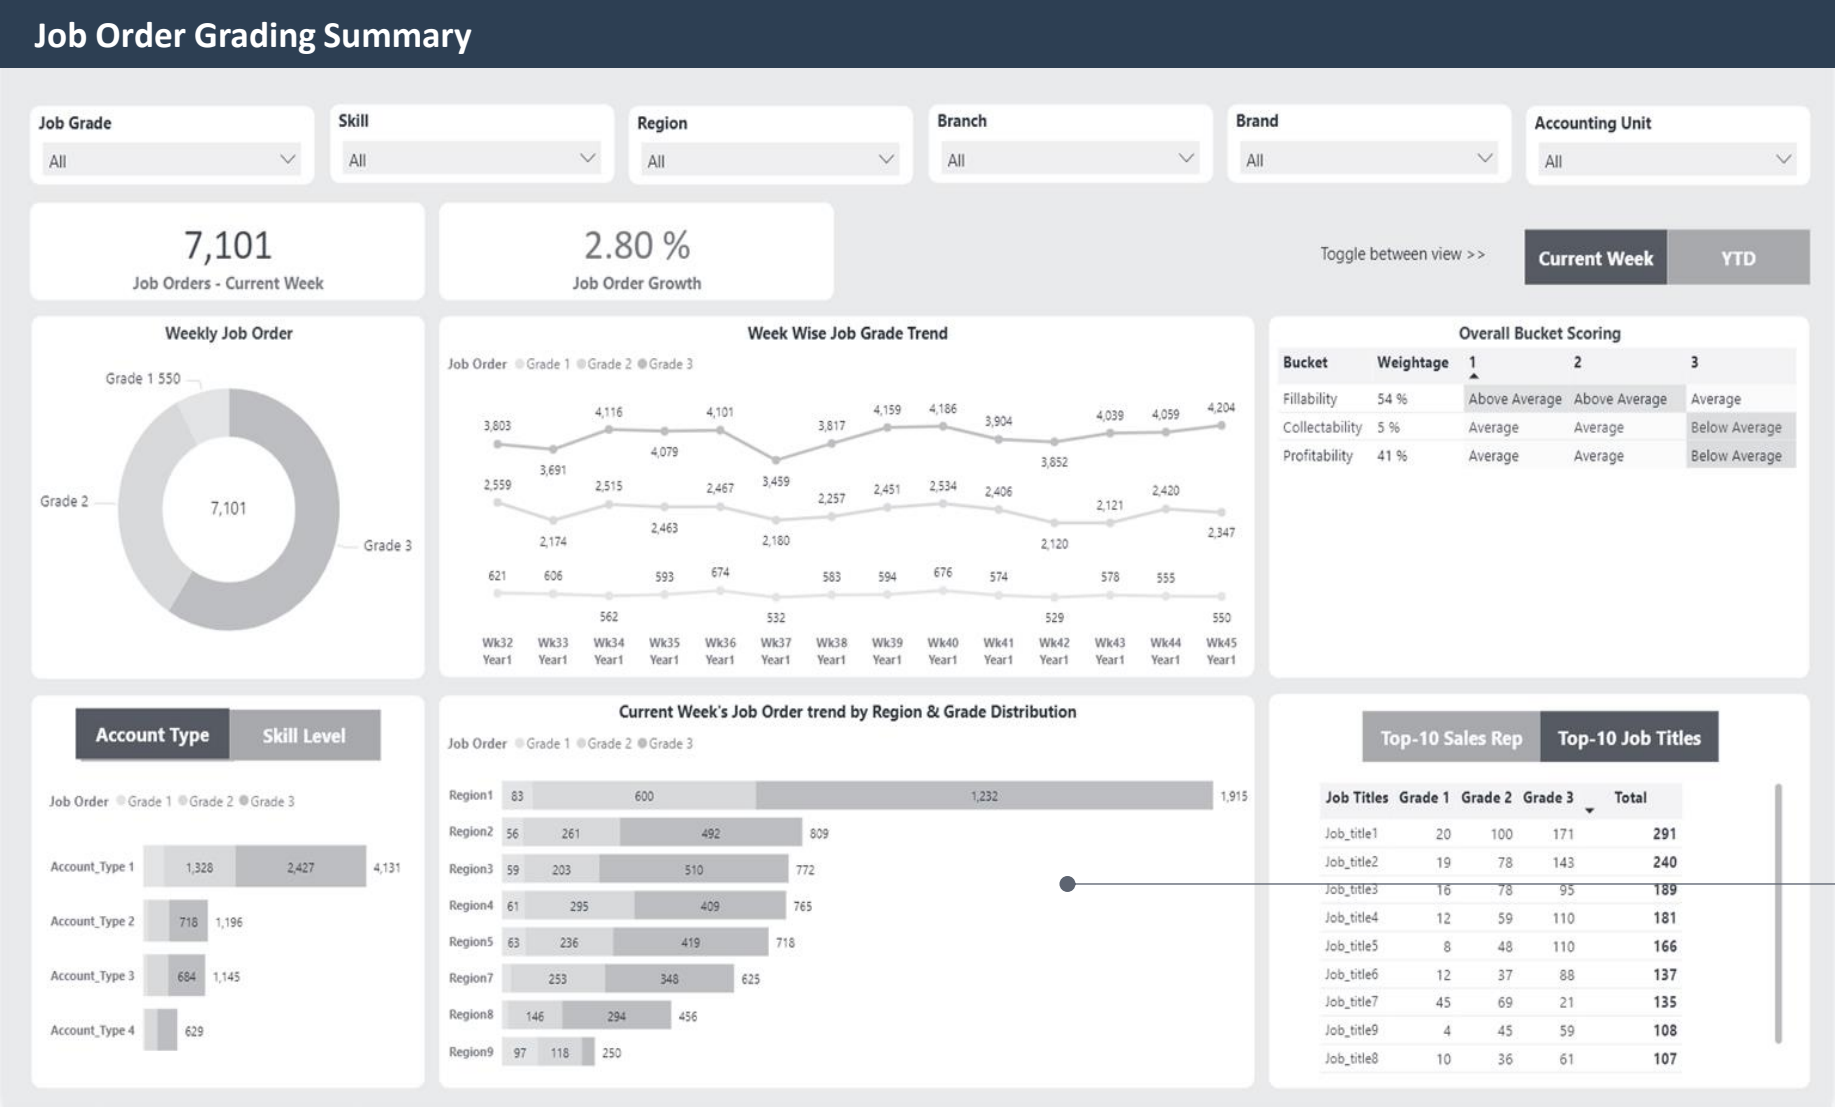 Job Order Grading Summary
Job Grade
All
Skill
All
Region
All
Branch
All
Brand
All
Accounting Unit
All
7,101
Job Orders - Current Week
2.80 %
Job Order Growth
Toggle between view >>
Current Week
YTD
Weekly Job Order
Grade 1 550
Grade 2
7,101
Grade 3
Week Wise Job Grade Trend
Job Order Grade 1 Grade 2 Grade 3
3,803 3,691 4,116 4,079 4,101 3,459 3,817 4,159 4,186 3,904 3,852 4,039 4,059 4,204
2,559 2,174 2,515 2,463 2,467 2,180 2,257 2,451 2,534 2,406 2,120 2,121 2,420 2,347
621 606 562 593 674 532 583 594 676 574 529 578 555 550
Wk32 Wk33 Wk34 Wk35 Wk36 Wk37 Wk38 Wk39 Wk40 Wk41 Wk42 Wk43 Wk44 Wk45
Year1 Year1 Year1 Year1 Year1 Year1 Year1 Year1 Year1 Year1 Year1 Year1 Year1 Year1
Overall Bucket Scoring
Bucket Weightage 1 2 3
Fillability 54 % Above Average Above Average Average
Collectability 5 % Average Average Below Average
Profitability 41 % Average Average Below Average
Account Type
Skill Level
Job Order Grade 1 Grade 2 Grade 3
Account_Type 1 1,328 2,427 4,131
Account_Type 2 718 1,196
Account_Type 3 684 1,145
Account_Type 4 629
Current Week's Job Order trend by Region & Grade Distribution
Job Order Grade 1 Grade 2 Grade 3
Region1 83 600 1,232 1,915
Region2 56 261 492 809
Region3 59 203 510 772
Region4 61 295 409 765
Region5 63 236 419 718
Region7 253 348 625
Region8 146 294 456
Region9 97 118 250
Top-10 Sales Rep
Top-10 Job Titles
Job Titles Grade 1 Grade 2 Grade 3 Total
Job_title1 20 100 171 291
Job_title2 19 78 143 240
Job_title3 16 78 95 189
Job_title4 12 59 110 181
Job_title5 8 48 110 166
Job_title6 12 37 88 137
Job_title7 45 69 21 135
Job_title9 4 45 59 108
Job_title8 10 36 61 107